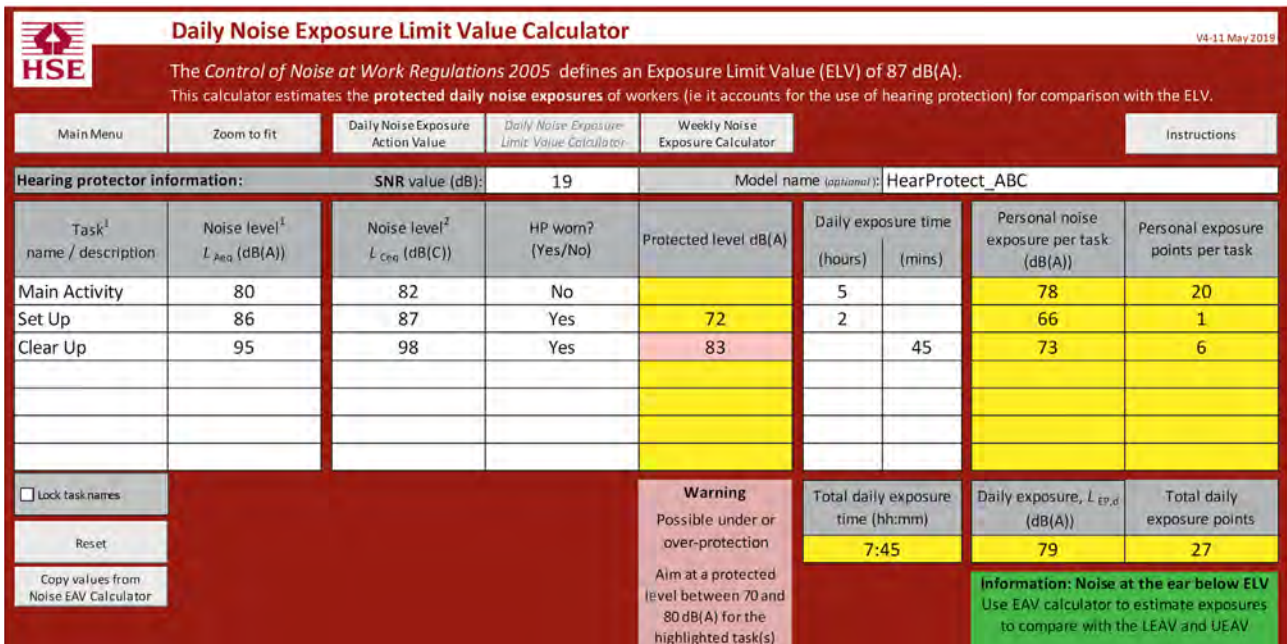 HSE
Daily Noise Exposure Limit Value Calculator
V4-11 May 2019
The Control of Noise at Work Regulations 2005 defines an Exposure Limit Value (ELV) of 87 dB(A).
This calculator estimates the protected daily noise exposures of workers (ie it accounts for the use of hearing protection) for comparison with the ELV.
Main Menu
Zoom to fit
Daily Noise Exposure
Action Value
Daily Noise Exposure
Limit Value Calculator
Weekly Noise
Exposure Calculator
Instructions
Hearing protector information: SNR value (dB): 19 Model name (optional): HearProtect_ABC
Task¹
name / description
Noise level¹
L Aeq (dB(A))
Noise level²
L Ceq (dB(C))
HP worn?
(Yes/No)
Protected level dB(A)
Daily exposure time
(hours) (mins)
Personal noise
exposure per task
(dB(A))
Personal exposure
points per task
Main Activity 80 82 No 5 78 20
Set Up 86 87 Yes 72 2 66 1
Clear Up 95 98 Yes 83 45 73 6
Lock task names
Reset
Copy values from
Noise EAV Calculator
Warning
Possible under or
over-protection
Aim at a protected
level between 70 and
80 dB(A) for the
highlighted task(s)
Total daily exposure
time (hh:mm)
7:45
Daily exposure, L EP,d
(dB(A))
79
Total daily
exposure points
27
Information: Noise at the ear below ELV
Use EAV calculator to estimate exposures
to compare with the LEAV and UEAV